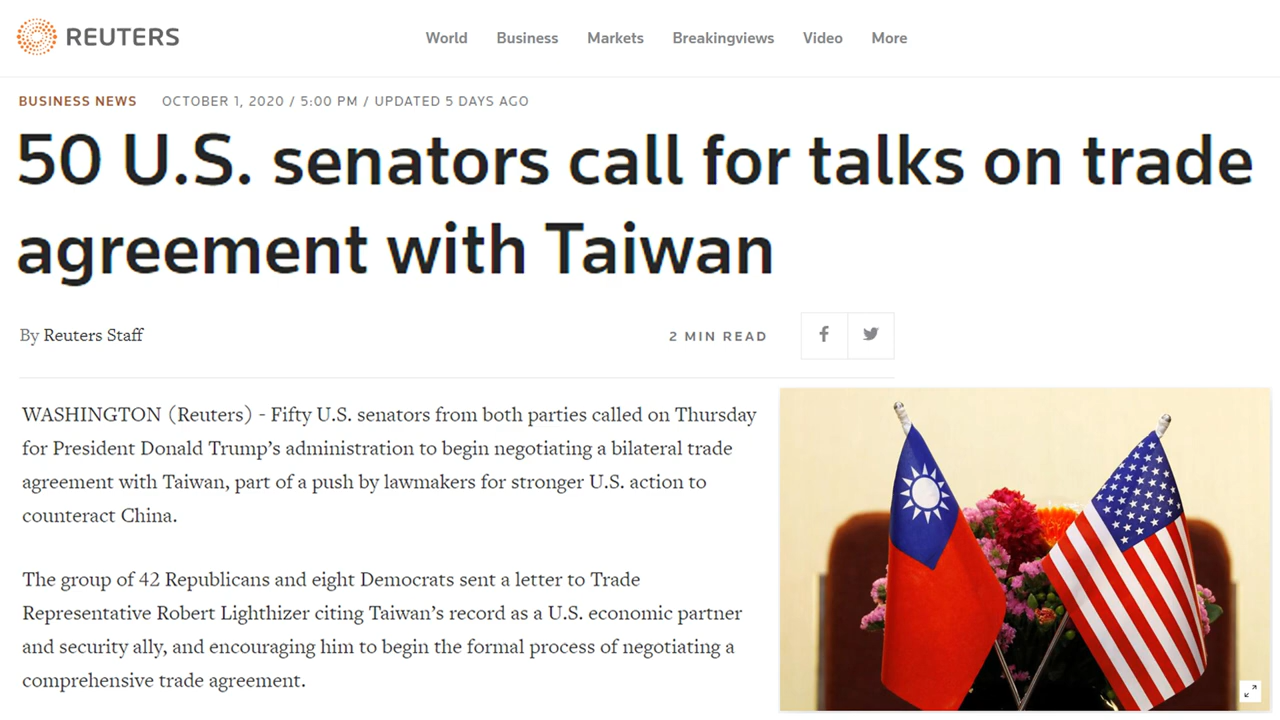 REUTERS
World Business Markets Breakingviews Video More
BUSINESS NEWS OCTOBER 1, 2020 / 5:00 PM / UPDATED 5 DAYS AGO
50 U.S. senators call for talks on trade
agreement with Taiwan
By Reuters Staff
2 MIN READ
WASHINGTON (Reuters) - Fifty U.S. senators from both parties called on Thursday
for President Donald Trump’s administration to begin negotiating a bilateral trade
agreement with Taiwan, part of a push by lawmakers for stronger U.S. action to
counteract China.
The group of 42 Republicans and eight Democrats sent a letter to Trade
Representative Robert Lighthizer citing Taiwan’s record as a U.S. economic partner
and security ally, and encouraging him to begin the formal process of negotiating a
comprehensive trade agreement.